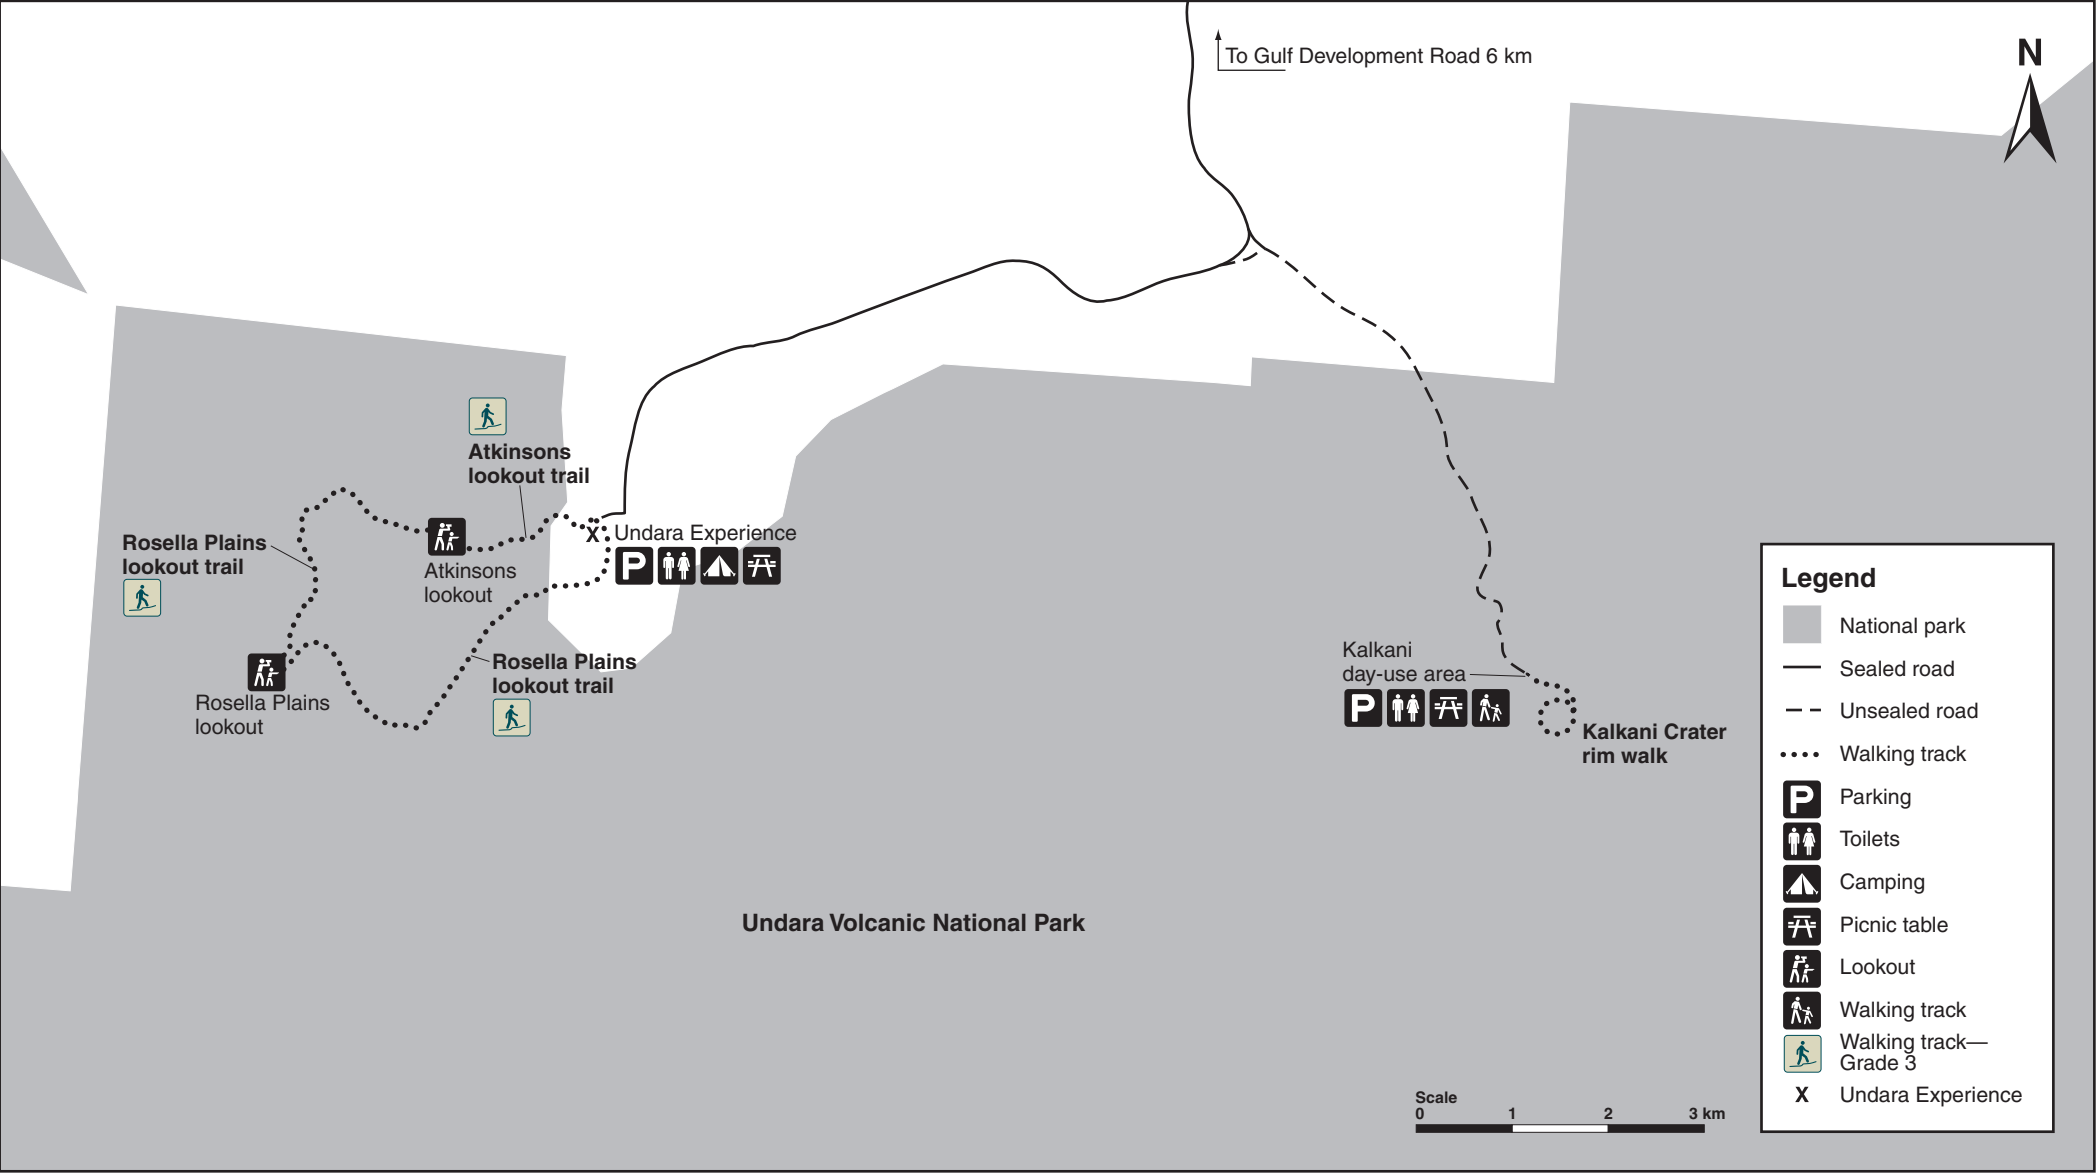 To Gulf Development Road 6 km
N
Atkinsons
lookout trail
X
Undara Experience
P
Rosella Plains
lookout trail
Atkinsons
lookout
Rosella Plains
lookout
Rosella Plains
lookout trail
Kalkani
day-use area
P
Kalkani Crater
rim walk
Undara Volcanic National Park
Legend
National park
Sealed road
Unsealed road
Walking track
P Parking
Toilets
Camping
Picnic table
Lookout
Walking track
Walking track—
Grade 3
X Undara Experience
Scale
0 1 2 3 km